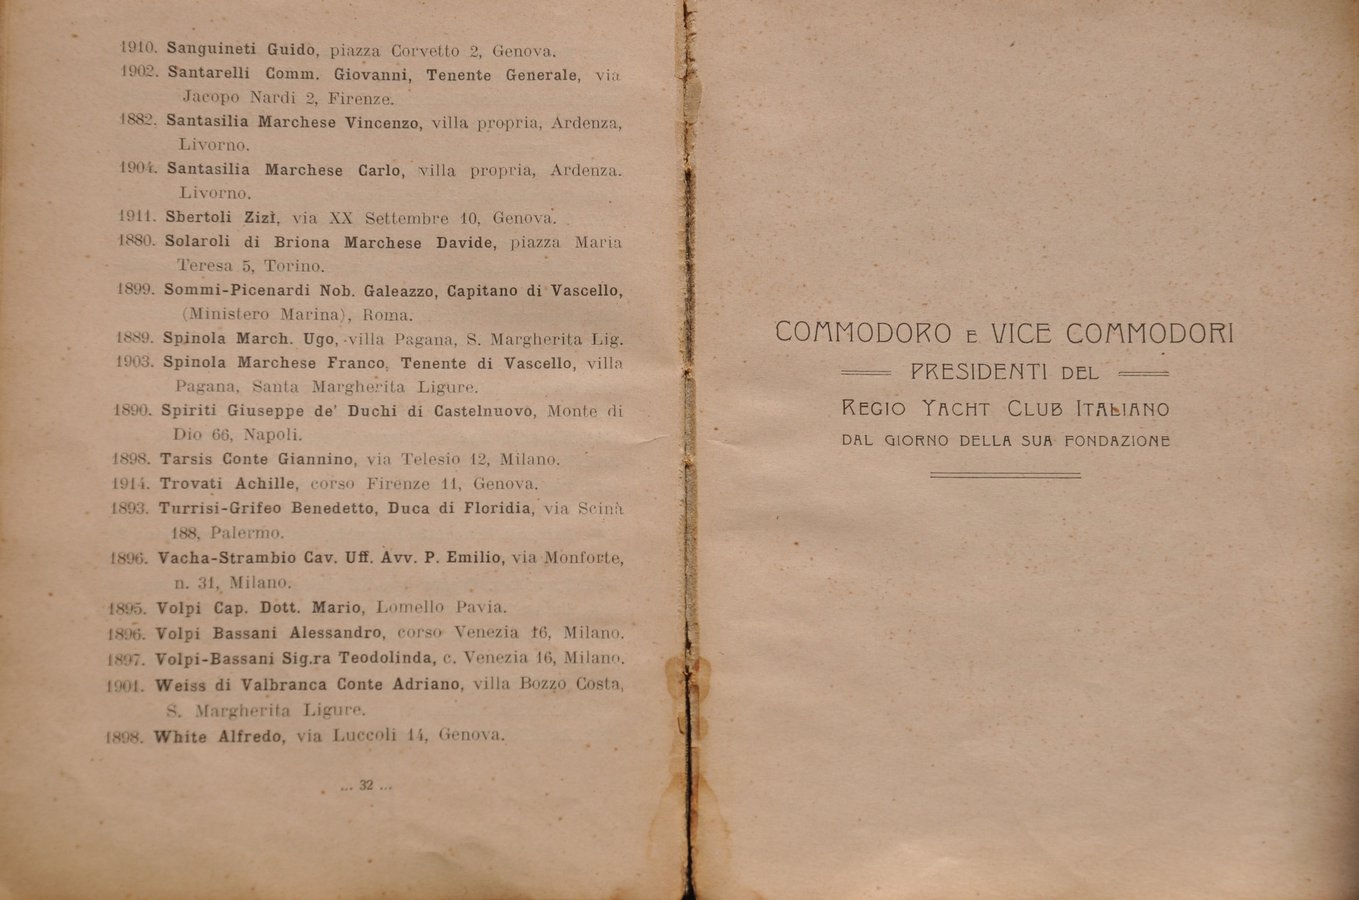 1910. Sanguineti Guido, piazza Corvetto 2, Genova.
1902. Santarelli Comm. Giovanni, Tenente Generale, via
Jacopo Nardi 2, Firenze.
1882. Santasilia Marchese Vincenzo, villa propria, Ardenza,
Livorno.
1904. Santasilia Marchese Carlo, villa propria, Ardenza.
Livorno.
1911. Sbertoli Zizì, via XX Settembre 10, Genova.
1880. Solaroli di Briona Marchese Davide, piazza Maria
Teresa 5, Torino.
1899. Sommi-Picenardi Nob. Galeazzo, Capitano di Vascello,
(Ministero Marina), Roma.
1889. Spinola March. Ugo, villa Pagana, S. Margherita Lig.
1903. Spinola Marchese Franco, Tenente di Vascello, villa
Pagana, Santa Margherita Ligure.
1890. Spiriti Giuseppe de' Duchi di Castelnuovo, Monte di
Dio 66, Napoli.
1898. Tarsis Conte Giannino, via Telesio 12, Milano.
1914. Trovati Achille, corso Firenze 11, Genova.
1893. Turrisi-Grifeo Benedetto, Duca di Floridia, via Scinà
188, Palermo.
1896. Vacha-Strambio Cav. Uff. Avv. P. Emilio, via Monforte,
n. 31, Milano.
1895. Volpi Cap. Dott. Mario, Lomello Pavia.
1896. Volpi Bassani Alessandro, corso Venezia 16, Milano.
1897. Volpi-Bassani Sig.ra Teodolinda, c. Venezia 16, Milano.
1901. Weiss di Valbranca Conte Adriano, villa Bozzo Costa,
S. Margherita Ligure.
1898. White Alfredo, via Luccoli 14, Genova.
... 32 ...
COMMODORO E VICE COMMODORI
PRESIDENTI DEL
REGIO YACHT CLUB ITALIANO
DAL GIORNO DELLA SUA FONDAZIONE